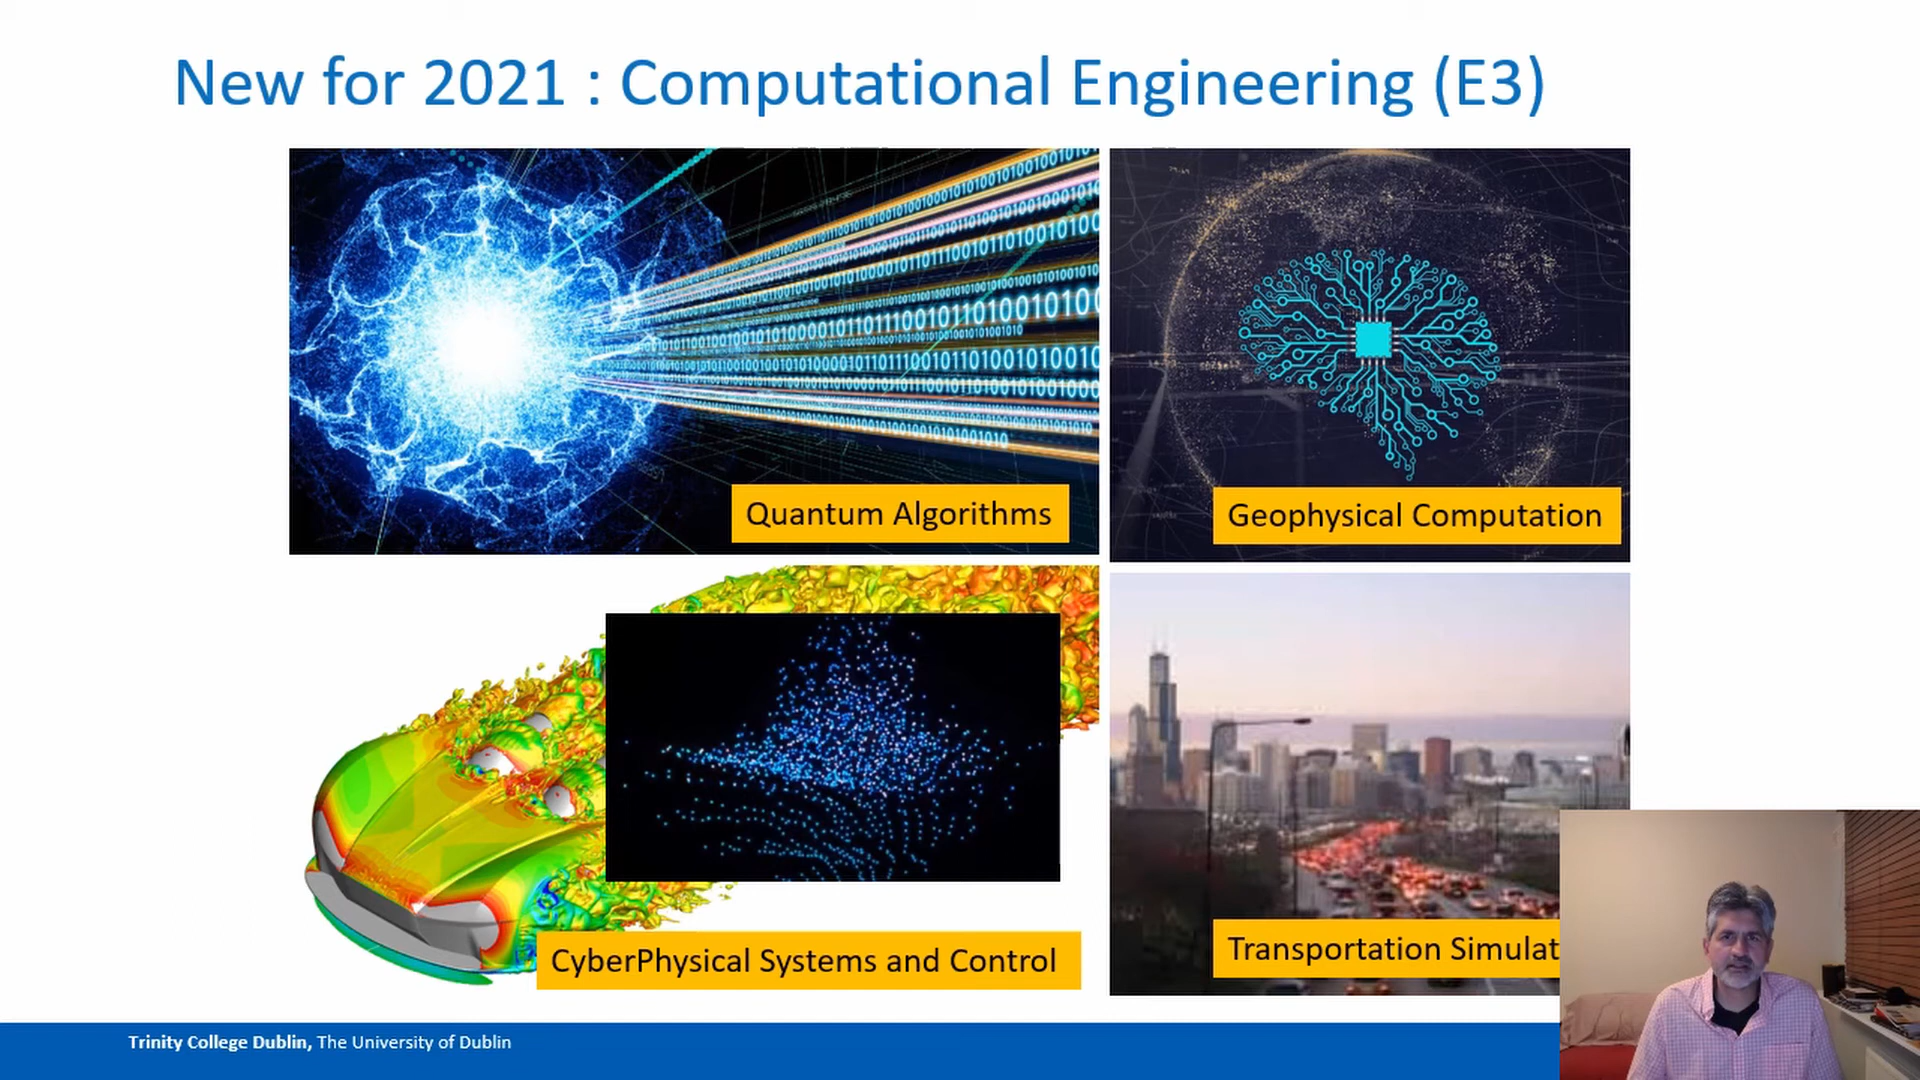 New for 2021 : Computational Engineering (E3)
Quantum Algorithms
Geophysical Computation
CyberPhysical Systems and Control
Transportation Simulat
Trinity College Dublin, The University of Dublin